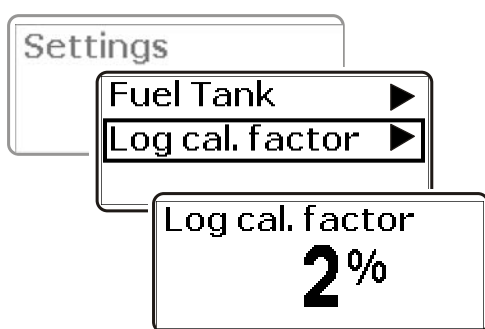 Settings
Fuel Tank ▶
Log cal. factor ▶
Log cal. factor
2%